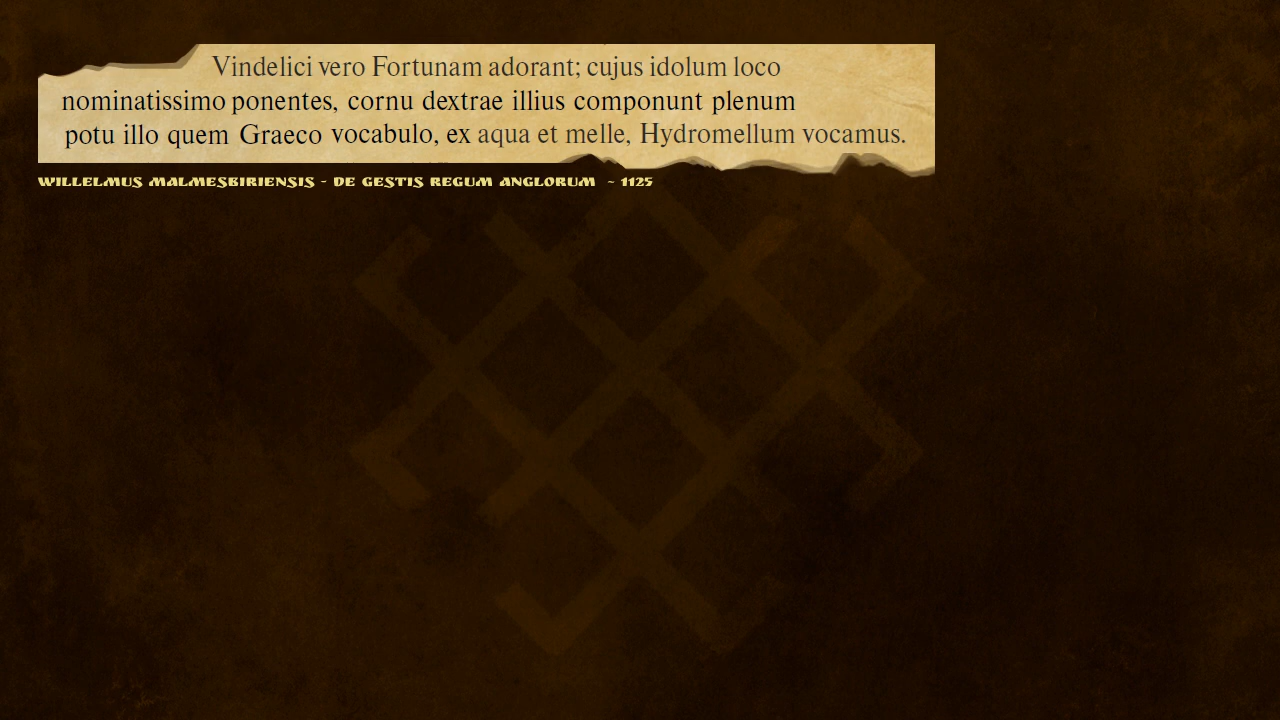 Vindelici vero Fortunam adorant; cujus idolum loco
nominatissimo ponentes, cornu dextrae illius componunt plenum
potu illo quem Graeco vocabulo, ex aqua et melle, Hydromellum vocamus.
WILLELMUS MALMESBIRIENSIS - DE GESTIS REGUM ANGLORUM ~ 1125